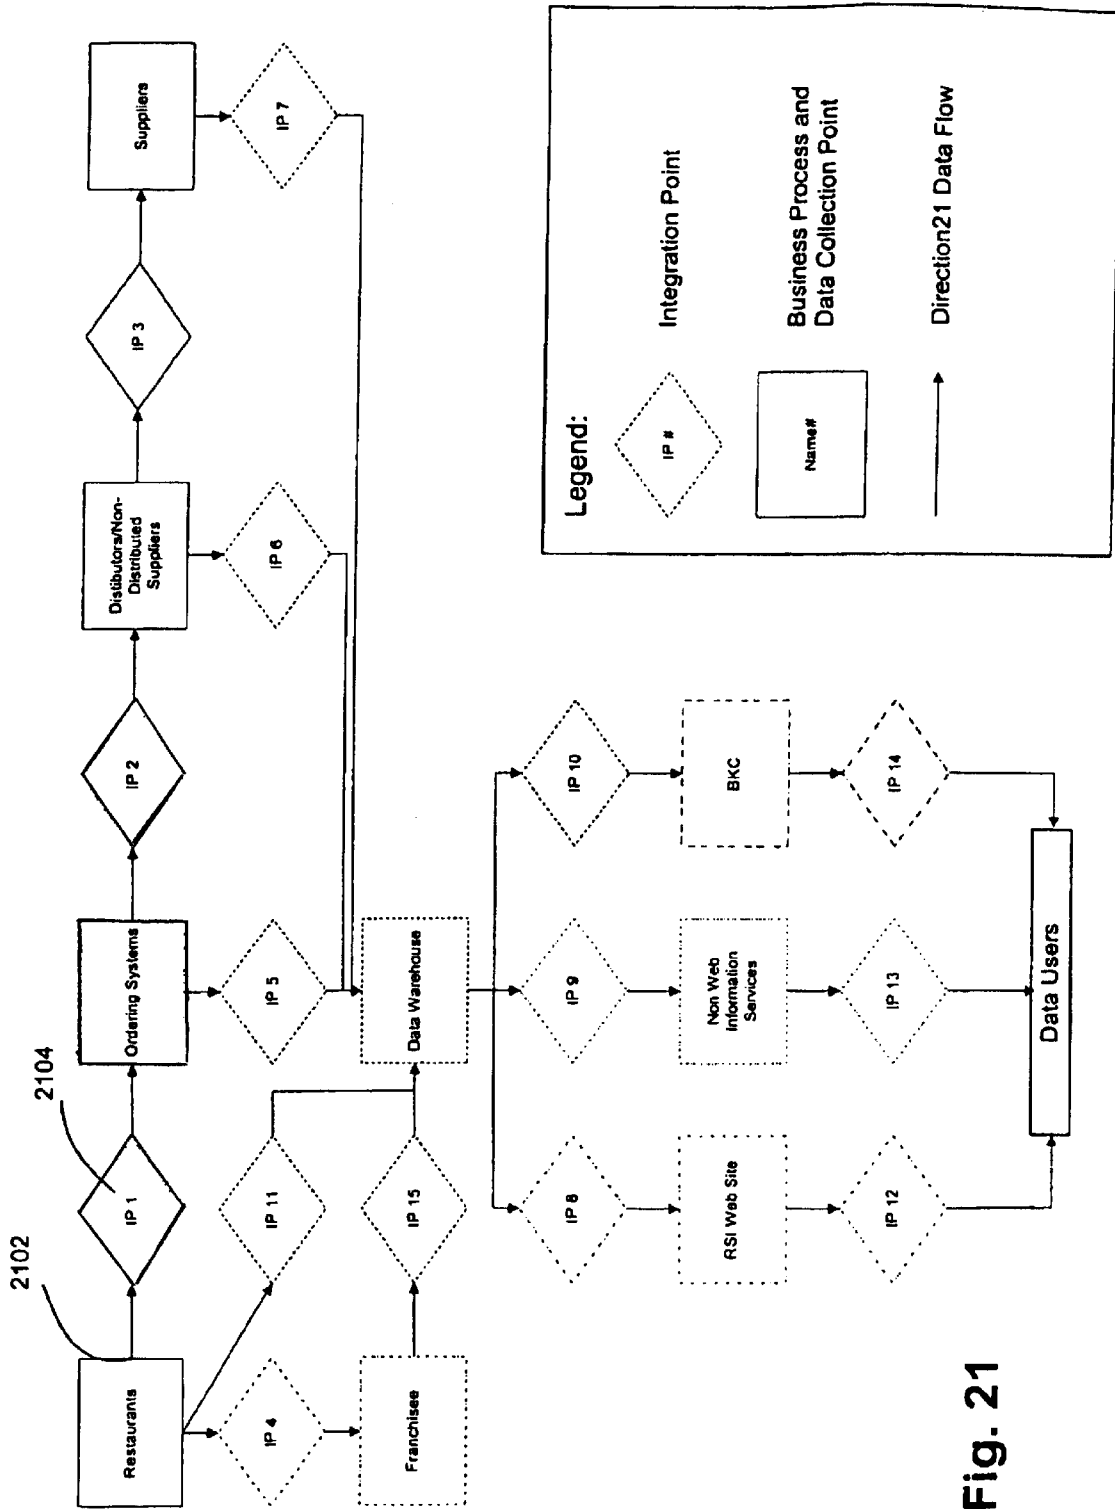 2102
2104
Restaurants
IP 1
Ordering Systems
IP 2
Distibutors/Non-
Distributed
Suppliers
IP 3
Suppliers
IP 4
IP 11
IP 5
IP 6
IP 7
Franchisee
IP 15
Data Warehouse
IP 8
IP 9
IP 10
RSI Web Site
Non Web
Information
Services
BKC
IP 12
IP 13
IP 14
Data Users
Legend:
IP #
Integration Point
Name#
Business Process and
Data Collection Point
Direction21 Data Flow
Fig. 21